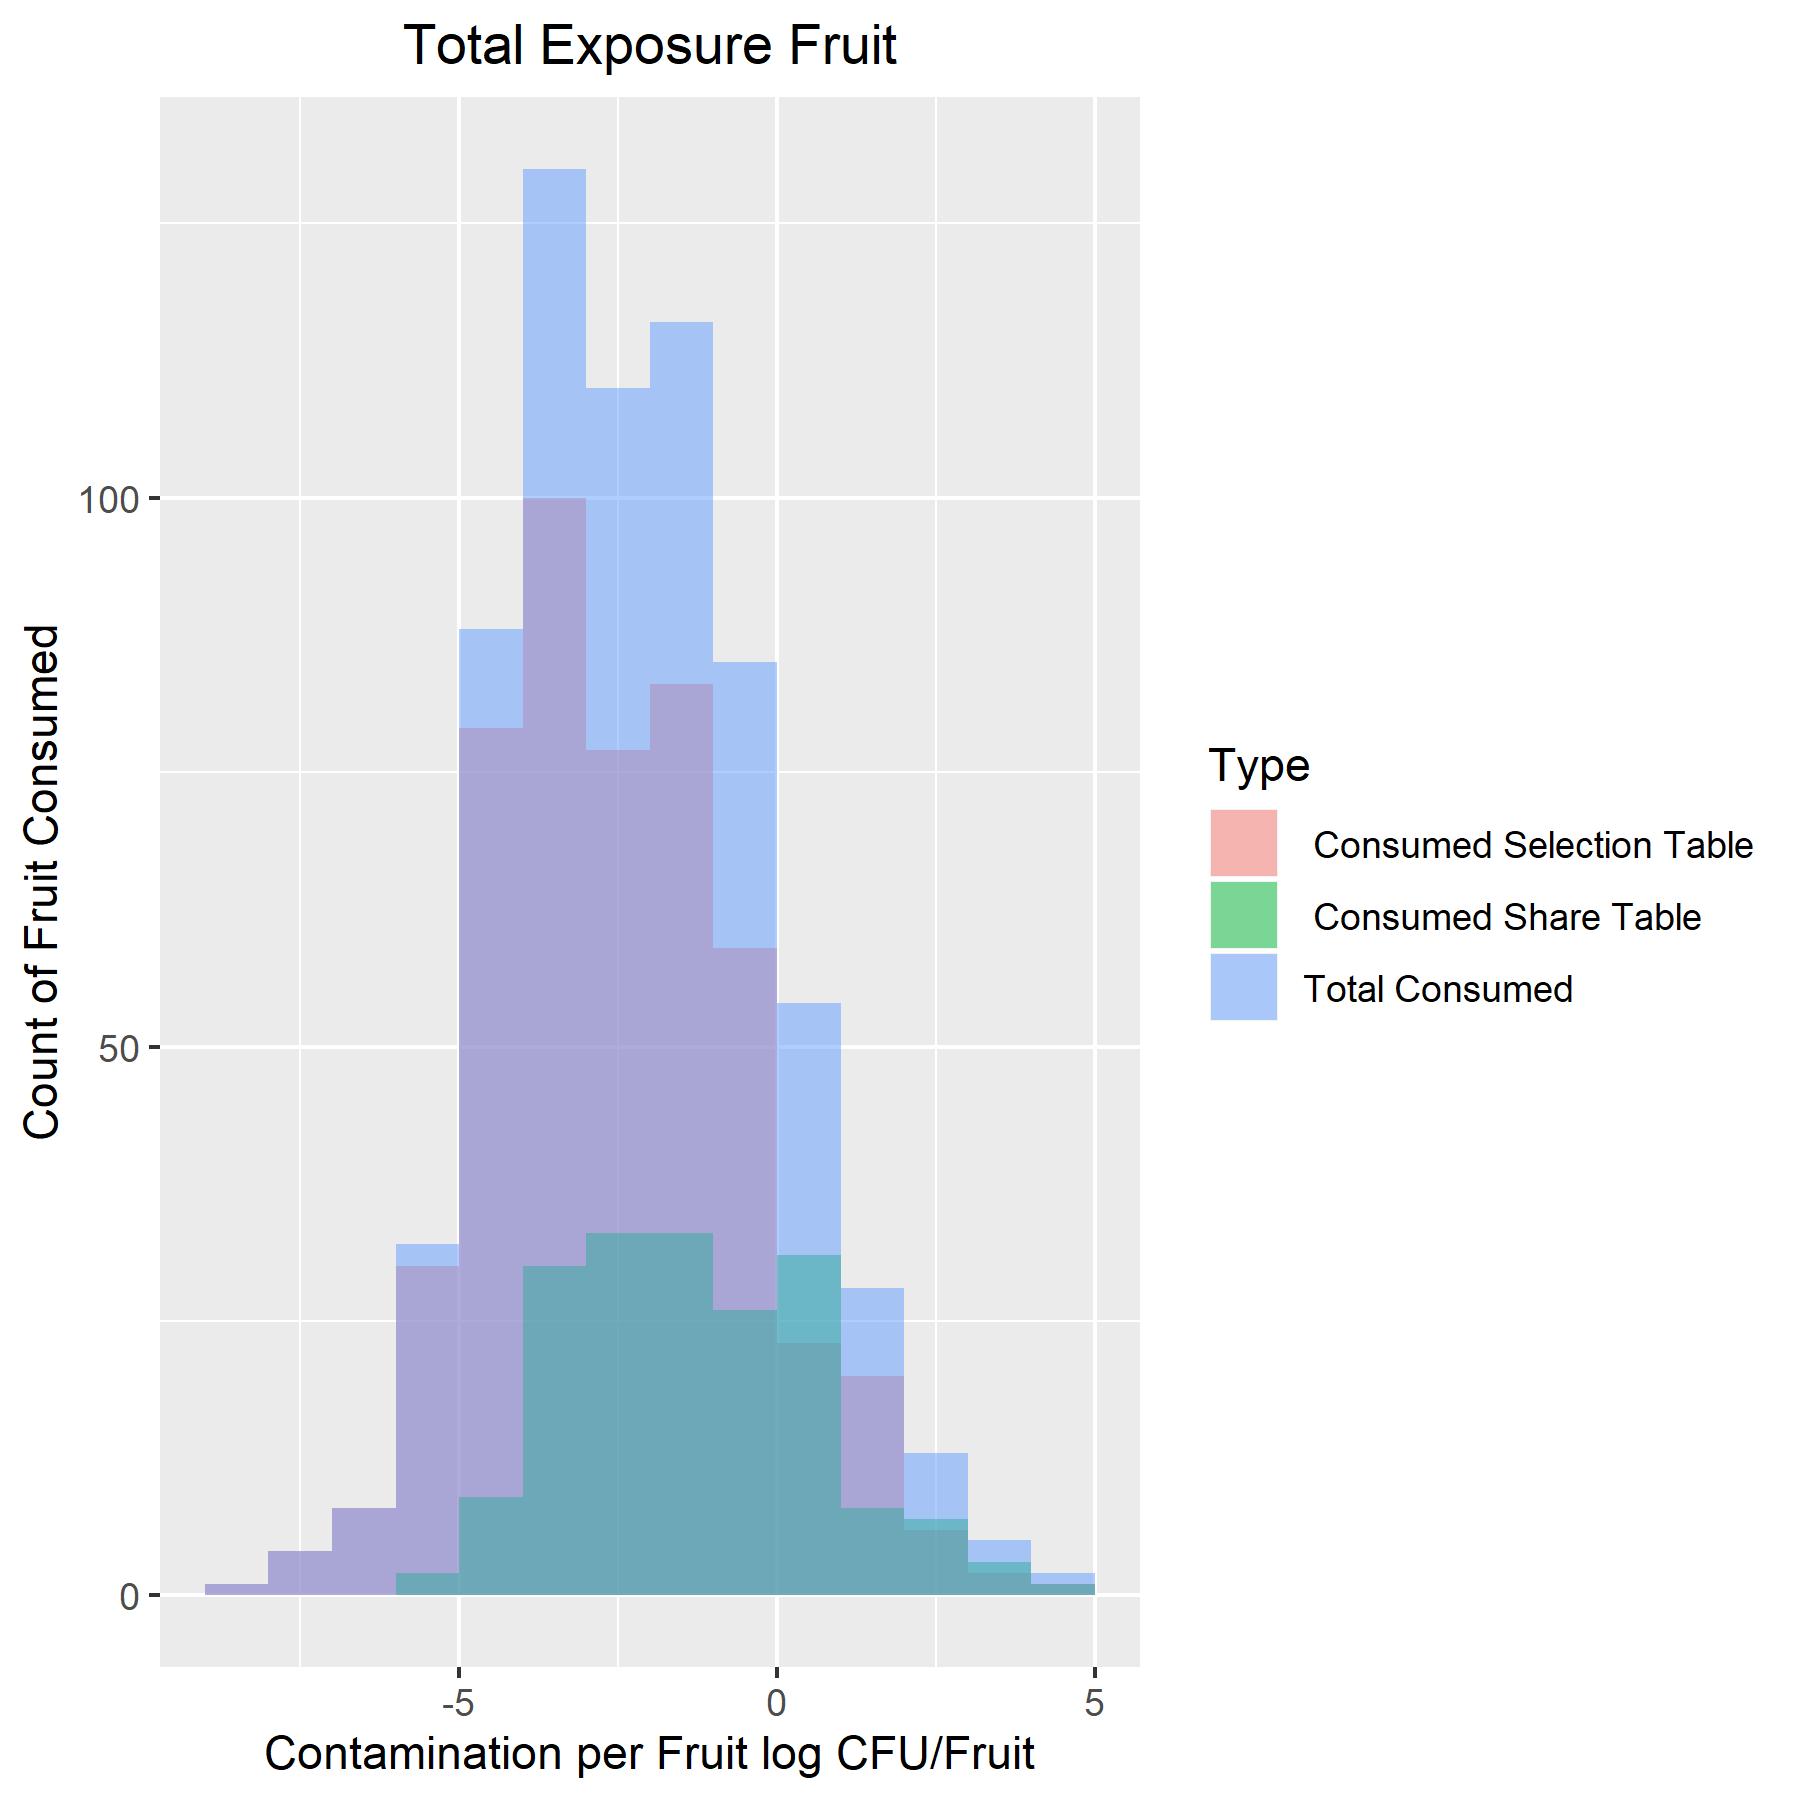 Total Exposure Fruit
Count of Fruit Consumed
100
50
0
-5
0
5
Contamination per Fruit log CFU/Fruit
Type
Consumed Selection Table
Consumed Share Table
Total Consumed